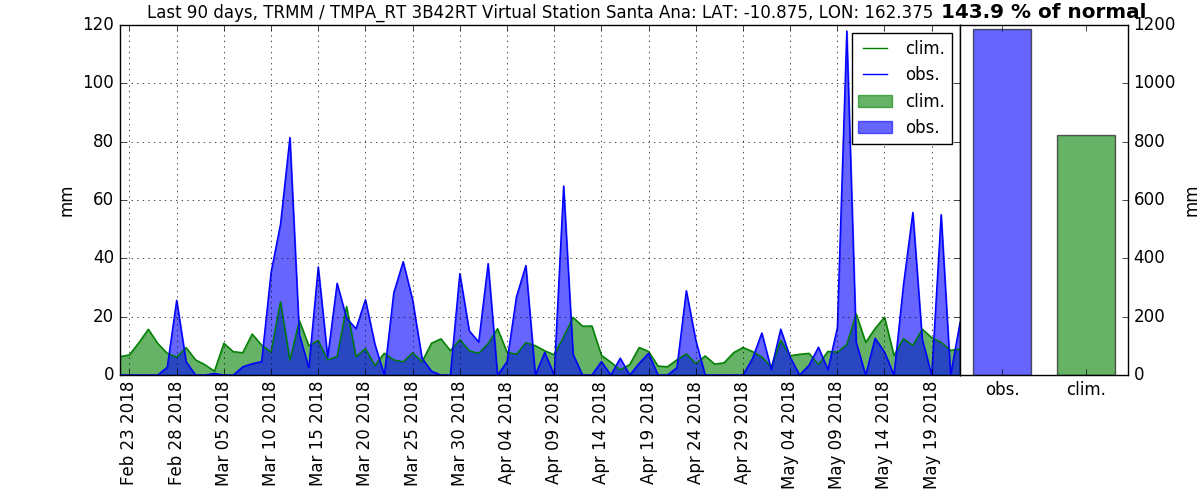 Last 90 days, TRMM / TMPA_RT 3B42RT Virtual Station Santa Ana: LAT: -10.875, LON: 162.375 143.9 % of normal
120
100
80
60
40
20
0
mm
clim.
obs.
clim.
obs.
1200
1000
800
600
400
200
0
mm
Feb 23 2018
Feb 28 2018
Mar 05 2018
Mar 10 2018
Mar 15 2018
Mar 20 2018
Mar 25 2018
Mar 30 2018
Apr 04 2018
Apr 09 2018
Apr 14 2018
Apr 19 2018
Apr 24 2018
Apr 29 2018
May 04 2018
May 09 2018
May 14 2018
May 19 2018
obs.
clim.